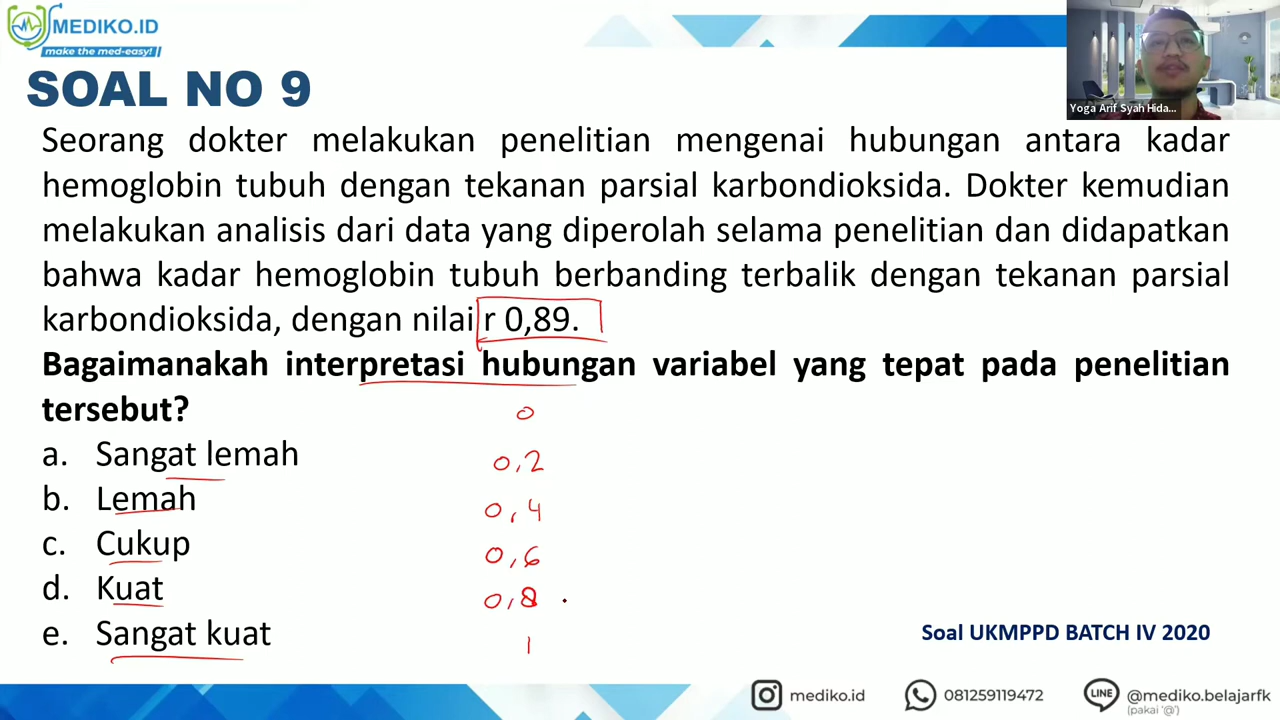 MEDIKO.ID
make the med-easy!
Yoga Arif Syah Hida...
SOAL NO 9
Seorang dokter melakukan penelitian mengenai hubungan antara kadar
hemoglobin tubuh dengan tekanan parsial karbondioksida. Dokter kemudian
melakukan analisis dari data yang diperolah selama penelitian dan didapatkan
bahwa kadar hemoglobin tubuh berbanding terbalik dengan tekanan parsial
karbondioksida, dengan nilai r 0,89.
Bagaimanakah interpretasi hubungan variabel yang tepat pada penelitian
tersebut?
0
a. Sangat lemah
0,2
b. Lemah
0,4
c. Cukup
0,6
d. Kuat
0,8
e. Sangat kuat
1
Soal UKMPPD BATCH IV 2020
mediko.id
081259119472
LINE
@mediko.belajarfk
(pakai '@')